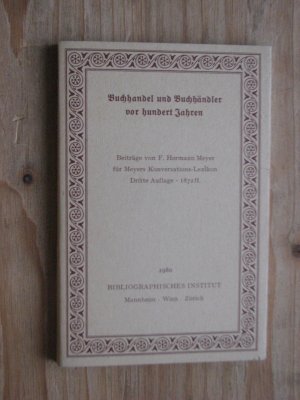 Buchhandel und Buchhändler
vor hundert Jahren
Beiträge von F. Hermann Meyer
für Meyers Konversations-Lexikon
Dritte Auflage · 1872ff.
1980
BIBLIOGRAPHISCHES INSTITUT
Mannheim · Wien · Zürich